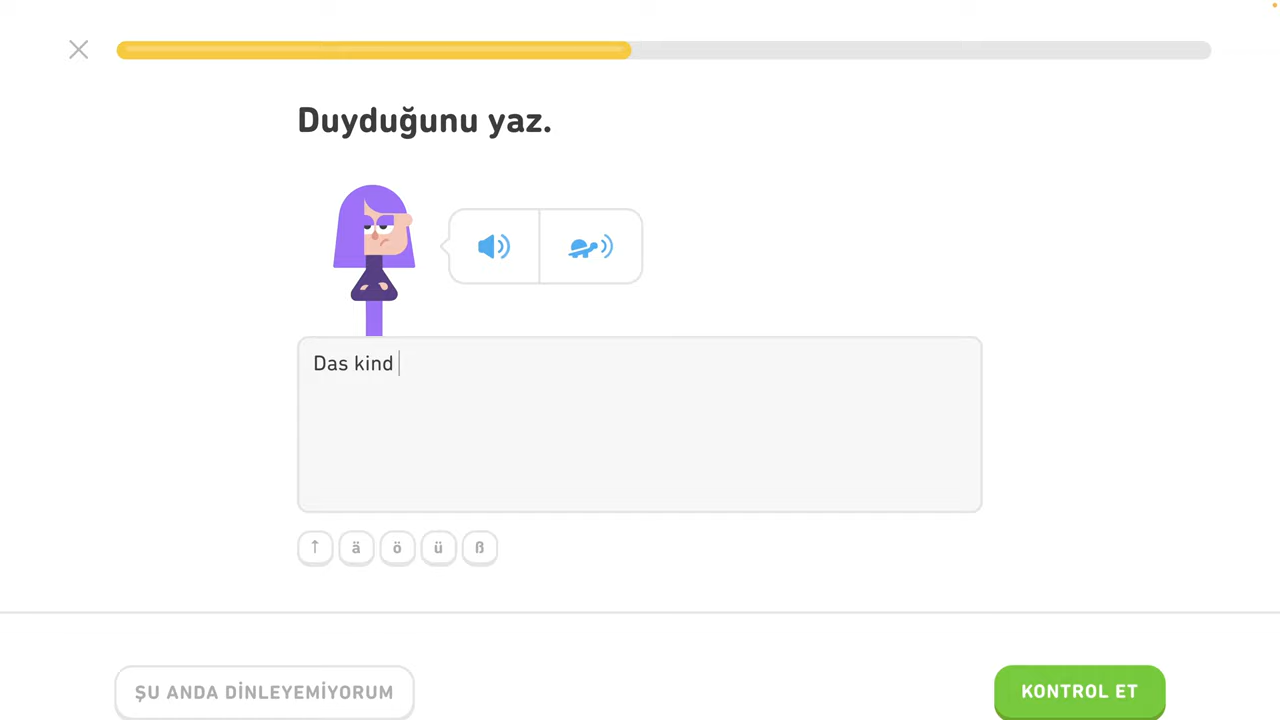 Duyduğunu yaz.
Das kind
↑ ä ö ü ß
ŞU ANDA DİNLEYEMİYORUM
KONTROL ET